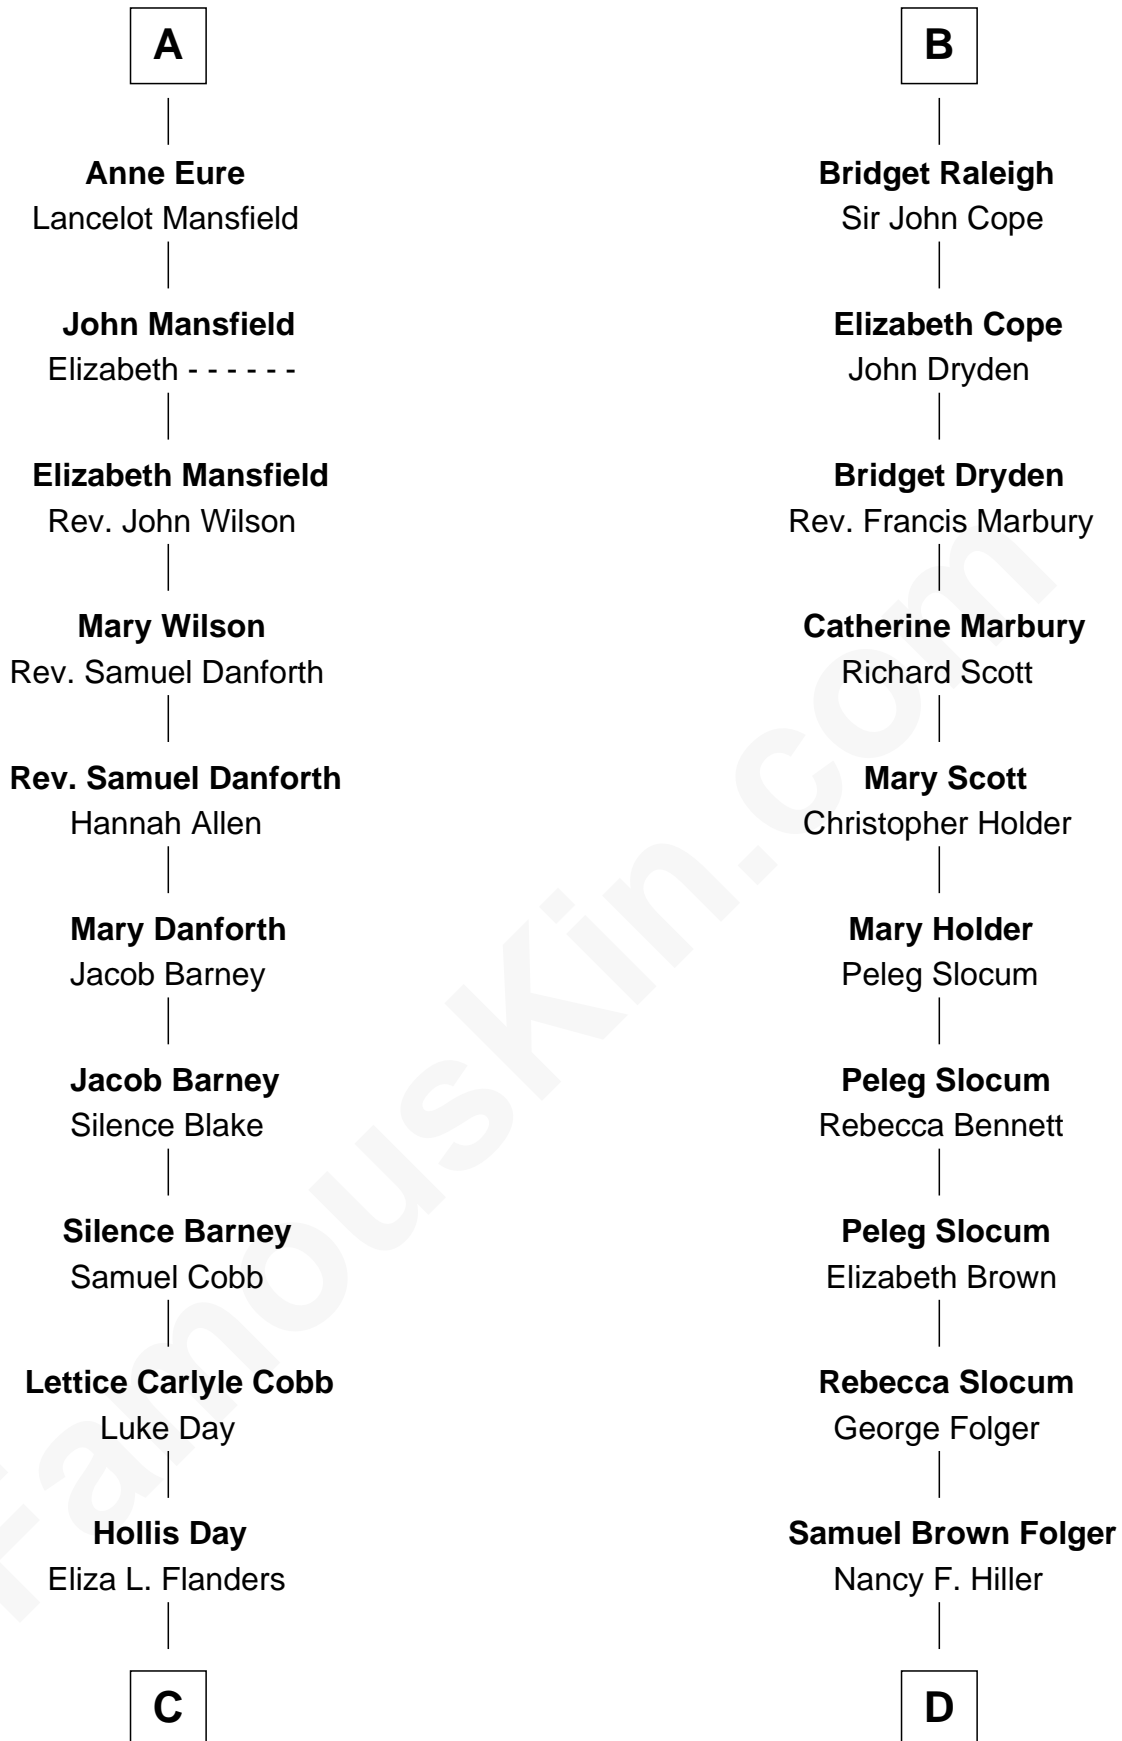 A
Anne Eure
Lancelot Mansfield
John Mansfield
Elizabeth - - - - - -
Elizabeth Mansfield
Rev. John Wilson
Mary Wilson
Rev. Samuel Danforth
Rev. Samuel Danforth
Hannah Allen
Mary Danforth
Jacob Barney
Jacob Barney
Silence Blake
Silence Barney
Samuel Cobb
Lettice Carlyle Cobb
Luke Day
Hollis Day
Eliza L. Flanders
C
B
Bridget Raleigh
Sir John Cope
Elizabeth Cope
John Dryden
Bridget Dryden
Rev. Francis Marbury
Catherine Marbury
Richard Scott
Mary Scott
Christopher Holder
Mary Holder
Peleg Slocum
Peleg Slocum
Rebecca Bennett
Peleg Slocum
Elizabeth Brown
Rebecca Slocum
George Folger
Samuel Brown Folger
Nancy F. Hiller
D
FamousKin.com